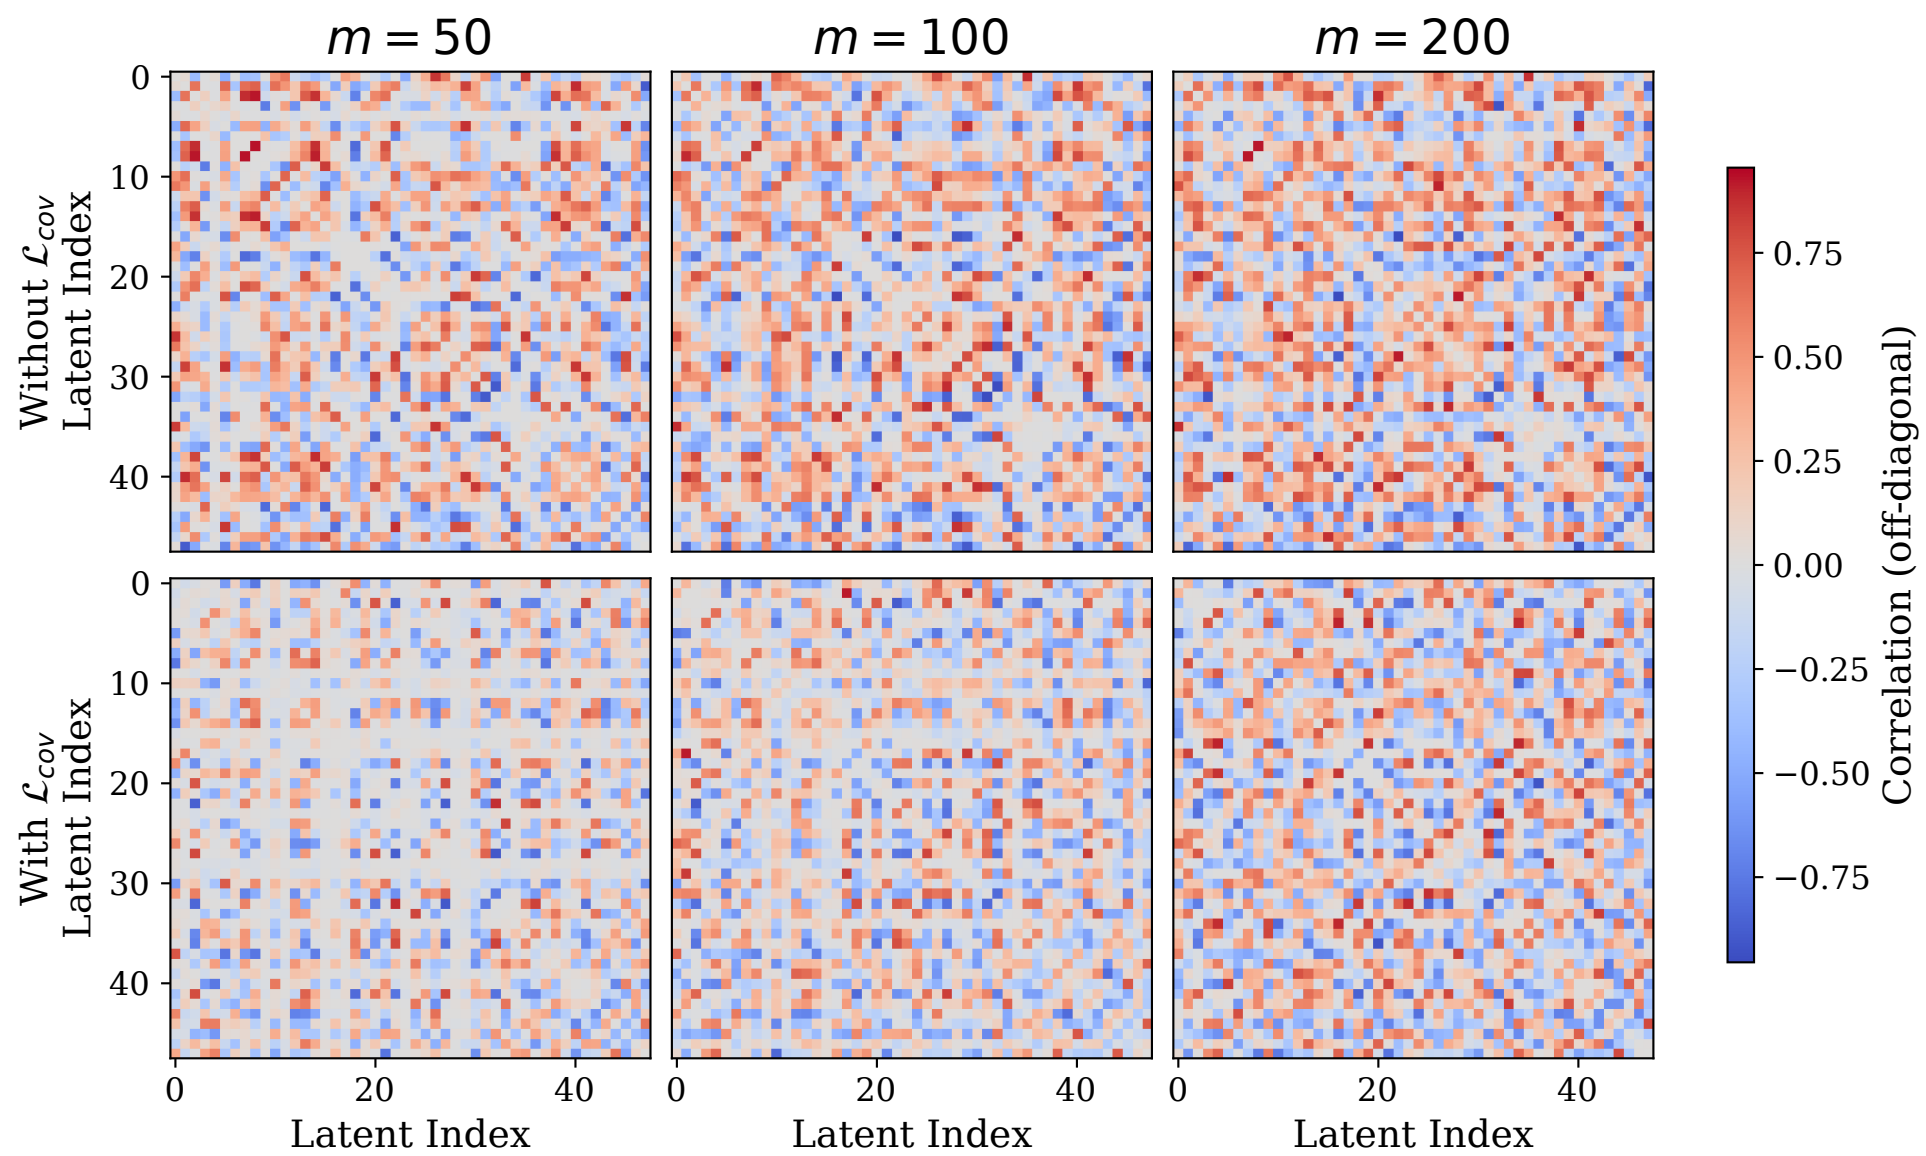 m = 50
m = 100
m = 200
0
10
20
30
40
Without ℒcov
Latent Index
0
10
20
30
40
With ℒcov
Latent Index
0
20
40
0
20
40
0
20
40
Latent Index
Latent Index
Latent Index
0.75
0.50
0.25
0.00
−0.25
−0.50
−0.75
Correlation (off-diagonal)